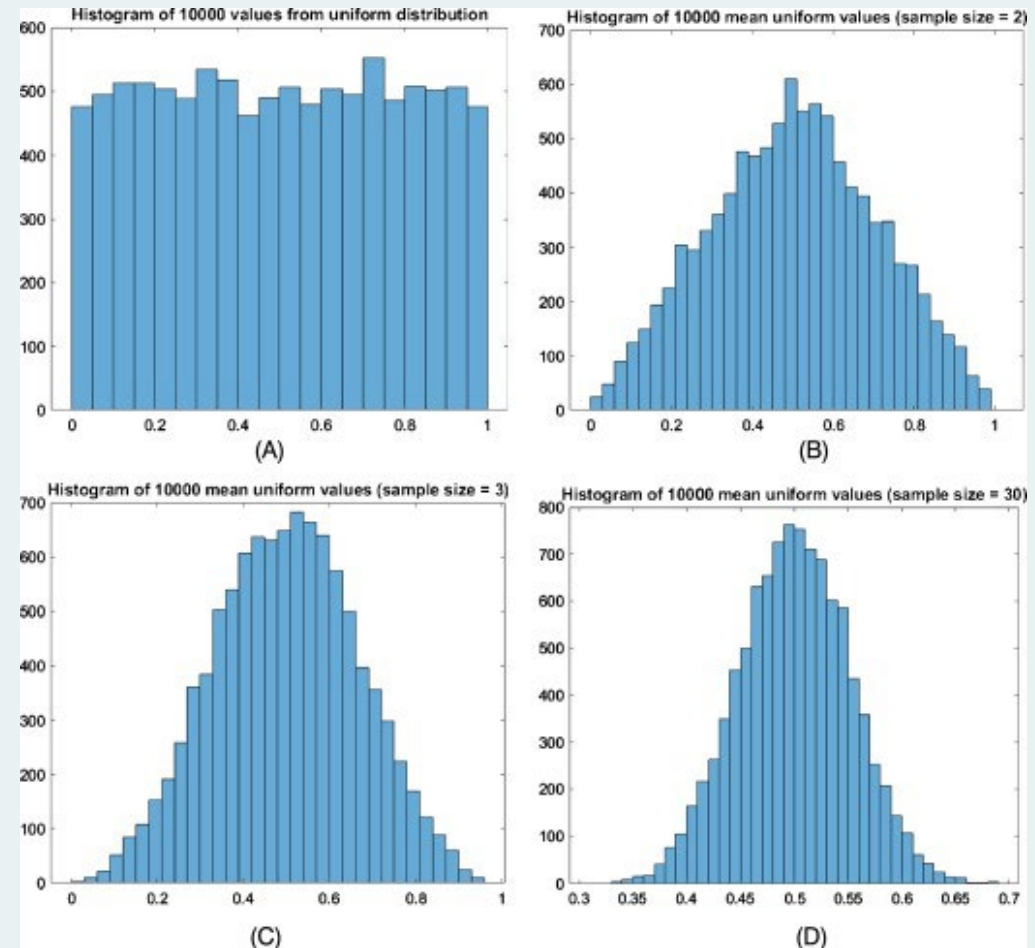 Histogram of 10000 values from uniform distribution
600
500
400
300
200
100
0
0 0.2 0.4 0.6 0.8 1
(A)
Histogram of 10000 mean uniform values (sample size = 2)
700
600
500
400
300
200
100
0
0 0.2 0.4 0.6 0.8 1
(B)
Histogram of 10000 mean uniform values (sample size = 3)
700
600
500
400
300
200
100
0
0 0.2 0.4 0.6 0.8 1
(C)
Histogram of 10000 mean uniform values (sample size = 30)
800
700
600
500
400
300
200
100
0
0.3 0.35 0.4 0.45 0.5 0.55 0.6 0.65 0.7
(D)